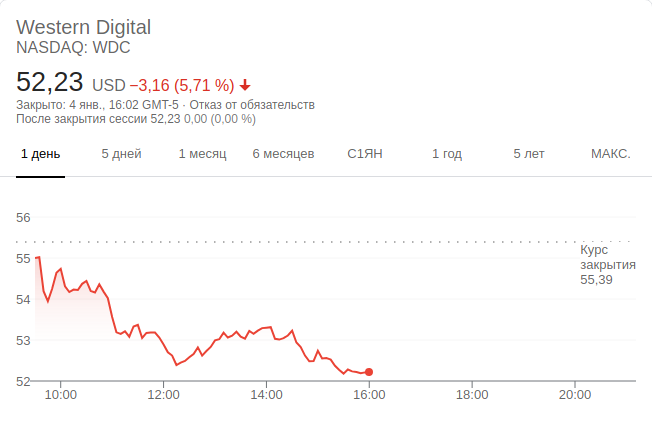 Western Digital
NASDAQ: WDC
52,23 USD −3,16 (5,71 %)
Закрыто: 4 янв., 16:02 GMT-5 · Отказ от обязательств
После закрытия сессии 52,23 0,00 (0,00 %)
1 день 5 дней 1 месяц 6 месяцев С1ЯН 1 год 5 лет МАКС.
56
Курс
закрытия
55,39
55
54
53
52
10:00 12:00 14:00 16:00 18:00 20:00